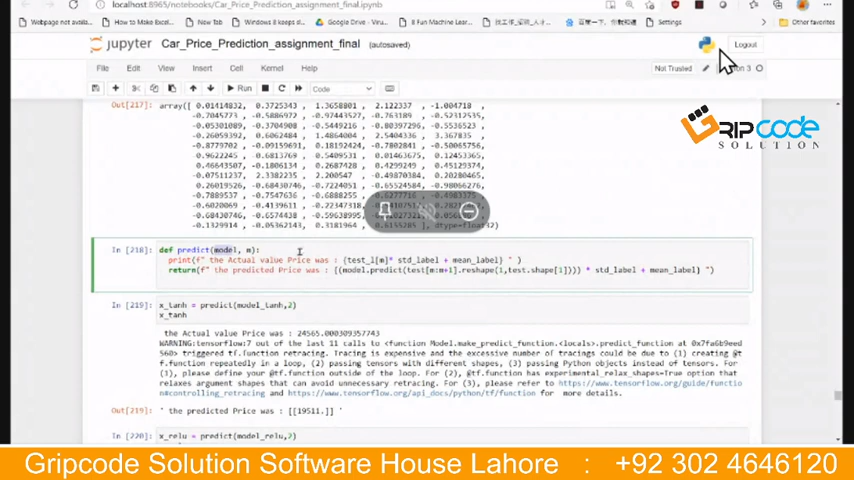 localhost:8965/notebooks/Car_Price_Prediction_assignment_final.ipynb
Webpage not availab...
How to Make Excel...
New Tab
Windows 8 keeps s...
Google Drive - Virtu...
8 Fun Machine Lear...
Settings
Other favorites
jupyter Car_Price_Prediction_assignment_final (autosaved)
Logout
File Edit View Insert Cell Kernel Help
Not Trusted
Run
Code
GRIPCODE
SOLUTION
Out[217]: array([ 0.01414832, 0.3725343 , 1.3658801 , 2.122337 , -1.004718 ,
-0.7045773 , -0.5886972 , -0.97443527, -0.763189 , -0.52312535,
-0.05301089, -0.3704908 , -0.5449216 , -0.80397296, -0.5536523 ,
-0.26059392, 0.6062484 , 1.4864004 , 2.5404336 , -0.3735467 ,
-0.8779702 , -0.09159691, 0.18192424, -0.7802841 , -0.50065756,
0.9622245 , 0.6813769 , 0.5409531 , 0.01463675, 0.12453365,
0.46643507, -0.1806134 , 0.2687428 , 0.4299249 , 0.45129374,
-0.07511237, 2.3382235 , 2.200547 , -0.49870384, 0.20280465,
0.26019526, -0.68430746, -0.7224051 , -0.65524584, -0.98066276,
-0.7889537 , -0.7547636 , -0.6888255 ,
-0.6020070 , -0.4139611 , -0.22347318,
-0.68430746, -0.6574438 , -0.59638995,
-0.1329914 , -0.05362143, 0.3181964 , dtype=float32)
In [218]: def predict(model, m):
print(f" the Actual value Price was : {test_l[m]* std_label + mean_label} " )
return(f" the predicted Price was : {(model.predict(test[m:m+1].reshape(1,test.shape[1]))) * std_label + mean_label} ")
In [219]: x_tanh = predict(model_tanh,2)
x_tanh
the Actual value Price was : 24565.000309357743
WARNING:tensorflow:7 out of the last 11 calls to <function Model.make_predict_function.<locals>.predict_function at 0x7fa6b9eed
560> triggered tf.function retracing. Tracing is expensive and the excessive number of tracings could be due to (1) creating @t
f.function repeatedly in a loop, (2) passing tensors with different shapes, (3) passing Python objects instead of tensors. For
(1), please define your @tf.function outside of the loop. For (2), @tf.function has experimental_relax_shapes=True option that
relaxes argument shapes that can avoid unnecessary retracing. For (3), please refer to https://www.tensorflow.org/guide/functio
n#controlling_retracing and https://www.tensorflow.org/api_docs/python/tf/function for more details.
Out[219]: ' the predicted Price was : [[19511.]] '
In [220]: x_relu = predict(model_relu,2)
Gripcode Solution Software House Lahore : +92 302 4646120